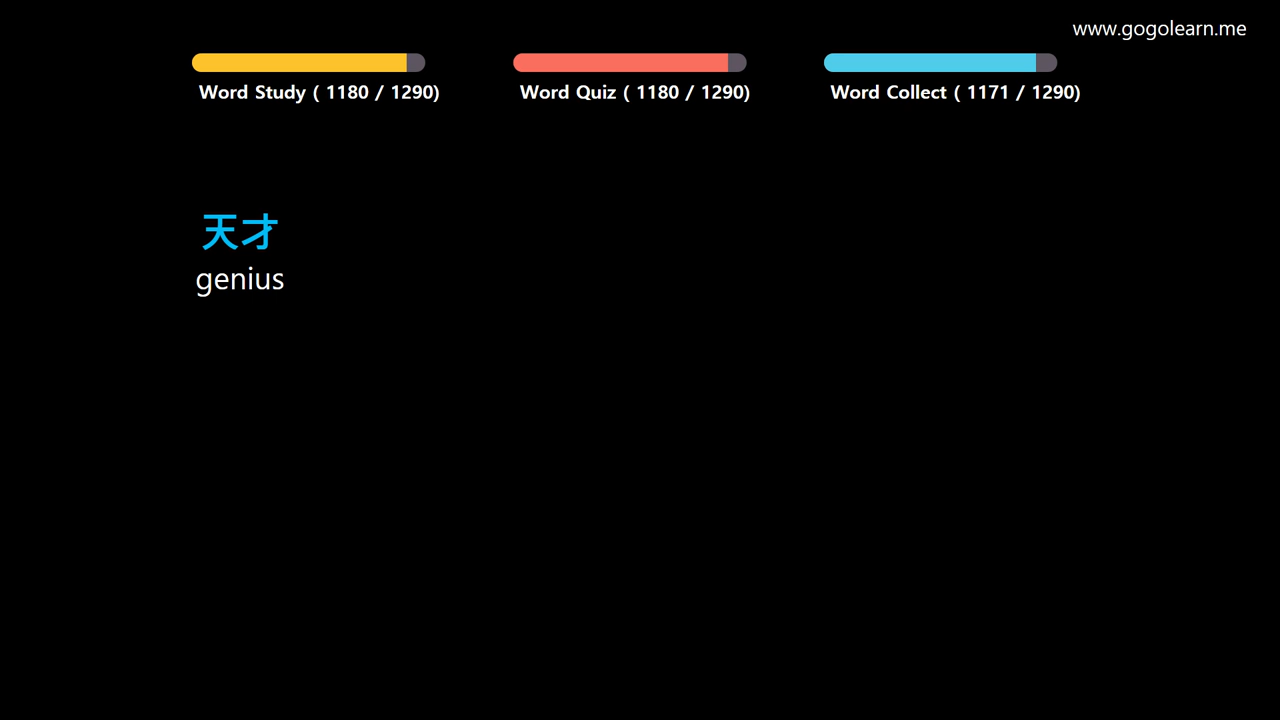 www.gogolearn.me
Word Study ( 1180 / 1290)
Word Quiz ( 1180 / 1290)
Word Collect ( 1171 / 1290)
天才
genius